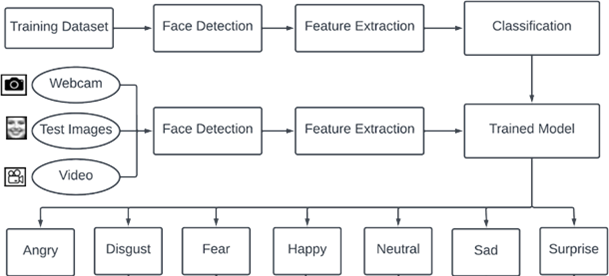 Training Dataset
Face Detection
Feature Extraction
Classification
Webcam
Test Images
Video
Face Detection
Feature Extraction
Trained Model
Angry
Disgust
Fear
Happy
Neutral
Sad
Surprise